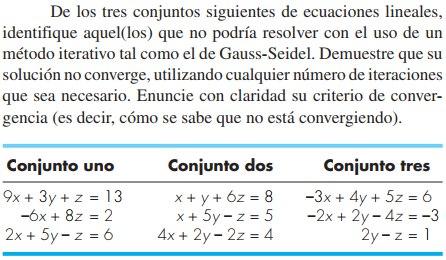 De los tres conjuntos siguientes de ecuaciones lineales,
identifique aquel(los) que no podría resolver con el uso de un
método iterativo tal como el de Gauss-Seidel. Demuestre que su
solución no converge, utilizando cualquier número de iteraciones
que sea necesario. Enuncie con claridad su criterio de conver-
gencia (es decir, cómo se sabe que no está convergiendo).
Conjunto uno Conjunto dos Conjunto tres
9x + 3y + z = 13 x + y + 6z = 8 −3x + 4y + 5z = 6
−6x + 8z = 2 x + 5y − z = 5 −2x + 2y − 4z = −3
2x + 5y − z = 6 4x + 2y − 2z = 4 2y − z = 1